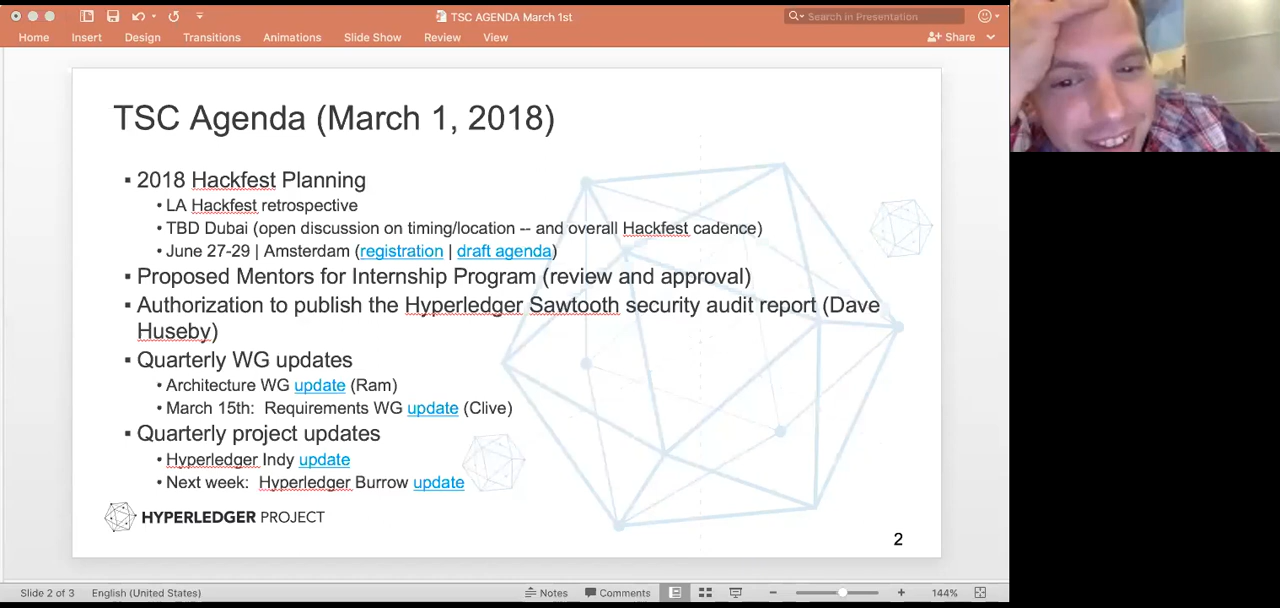 TSC AGENDA March 1st
Search in Presentation
Home Insert Design Transitions Animations Slide Show Review View
Share
TSC Agenda (March 1, 2018)
▪ 2018 Hackfest Planning
• LA Hackfest retrospective
• TBD Dubai (open discussion on timing/location -- and overall Hackfest cadence)
• June 27-29 | Amsterdam (registration | draft agenda)
▪ Proposed Mentors for Internship Program (review and approval)
▪ Authorization to publish the Hyperledger Sawtooth security audit report (Dave
Huseby)
▪ Quarterly WG updates
• Architecture WG update (Ram)
• March 15th: Requirements WG update (Clive)
▪ Quarterly project updates
• Hyperledger Indy update
• Next week: Hyperledger Burrow update
HYPERLEDGER PROJECT
2
Slide 2 of 3 English (United States) Notes Comments 144%